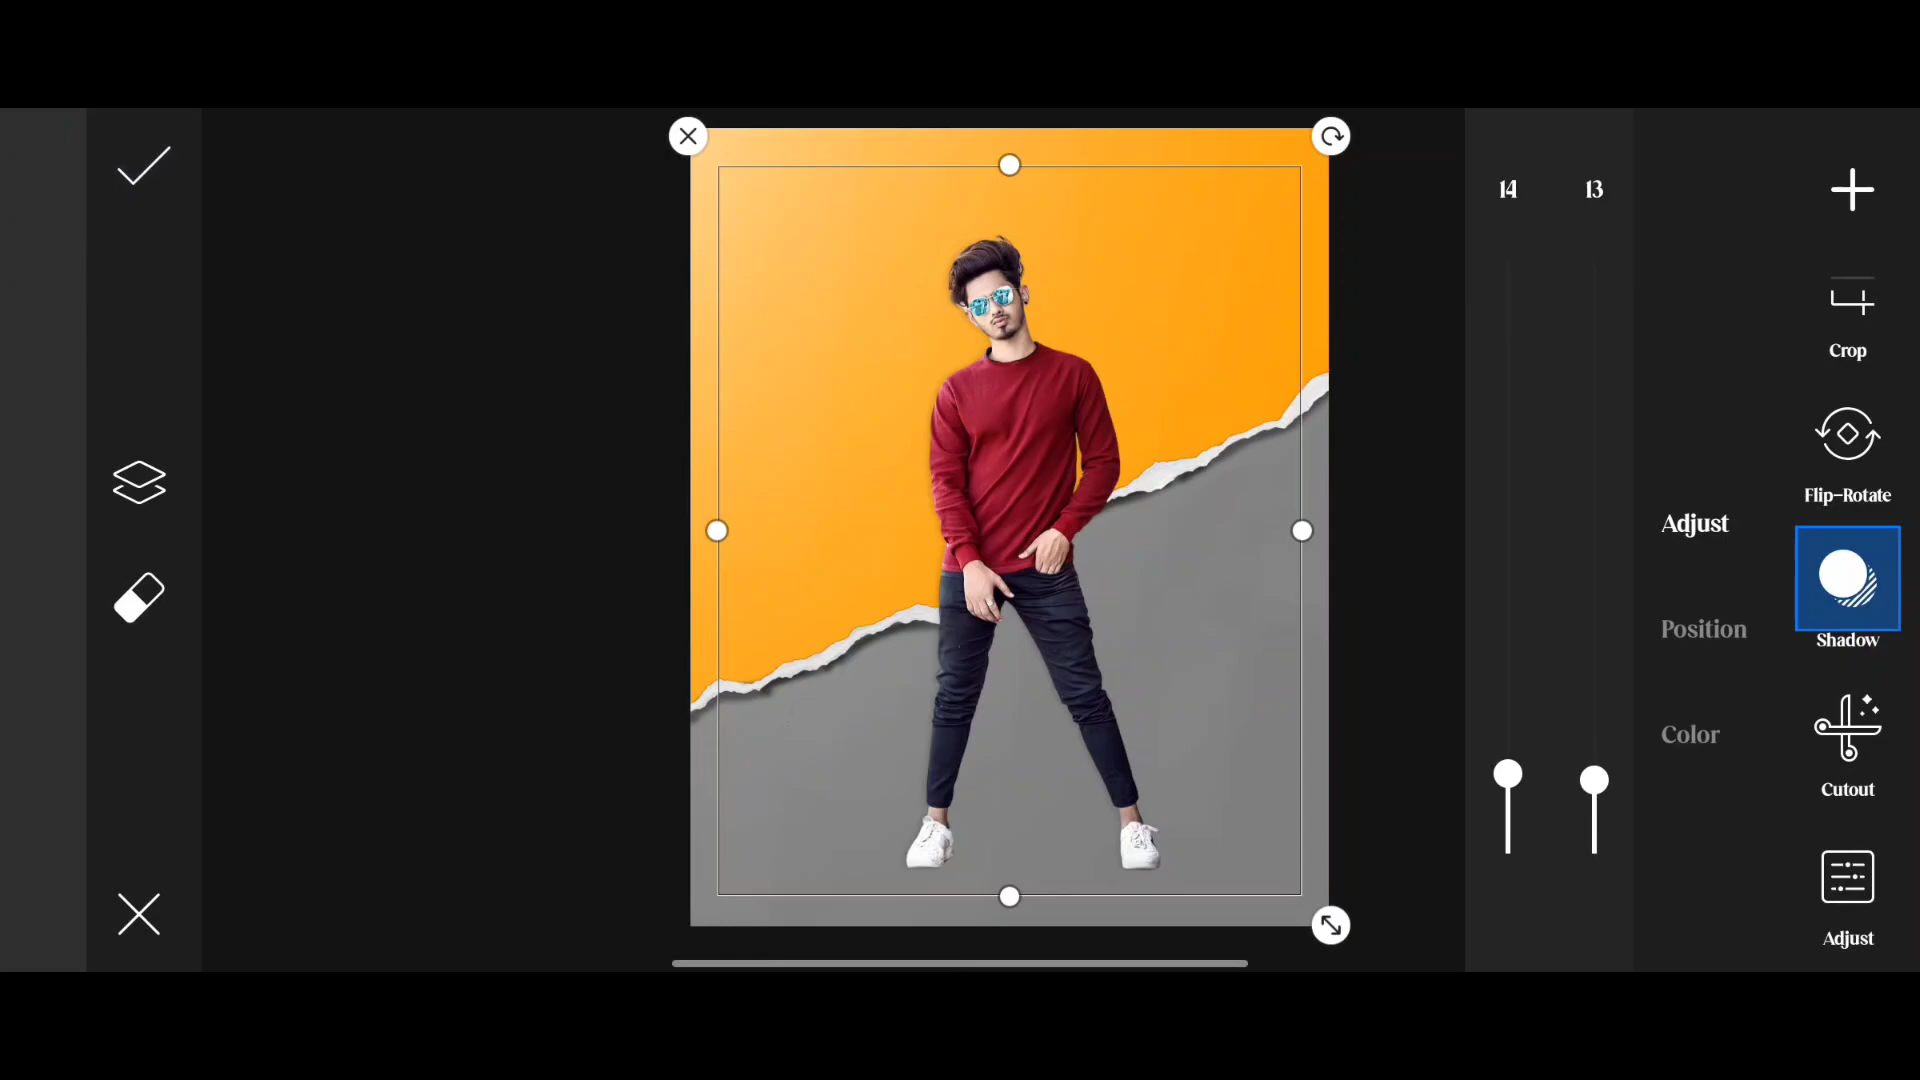 14 13
Crop
Flip-Rotate
Adjust
Position
Shadow
Color
Cutout
Adjust